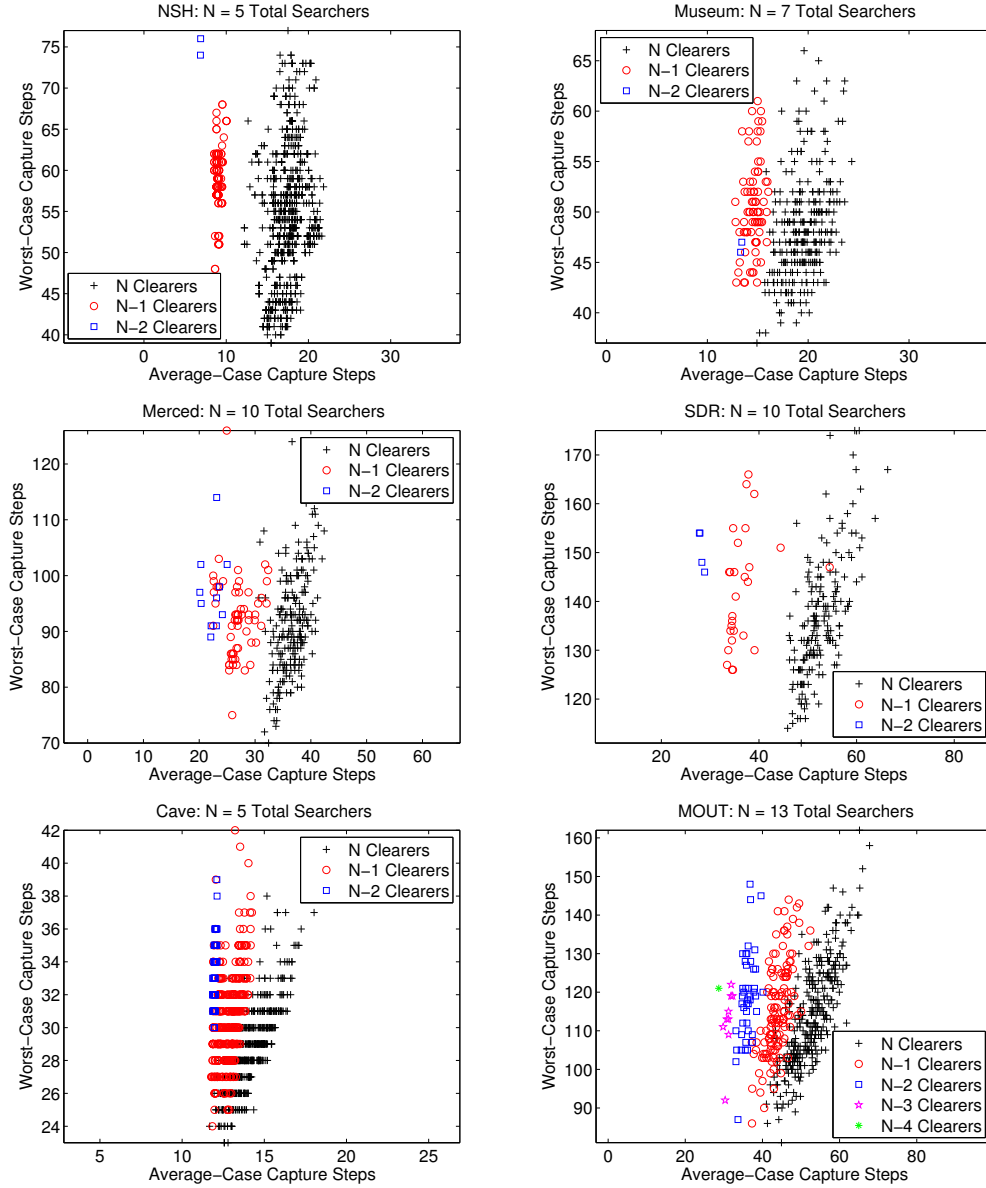 NSH: N = 5 Total Searchers
75
70
65
60
55
50
45
40
Worst−Case Capture Steps
N Clearers
N−1 Clearers
N−2 Clearers
0 10 20 30
Average−Case Capture Steps
Museum: N = 7 Total Searchers
65
60
55
50
45
40
Worst−Case Capture Steps
N Clearers
N−1 Clearers
N−2 Clearers
0 10 20 30
Average−Case Capture Steps
Merced: N = 10 Total Searchers
120
110
100
90
80
70
Worst−Case Capture Steps
N Clearers
N−1 Clearers
N−2 Clearers
0 10 20 30 40 50 60
Average−Case Capture Steps
SDR: N = 10 Total Searchers
170
160
150
140
130
120
Worst−Case Capture Steps
N Clearers
N−1 Clearers
N−2 Clearers
20 40 60 80
Average−Case Capture Steps
Cave: N = 5 Total Searchers
42
40
38
36
34
32
30
28
26
24
Worst−Case Capture Steps
N Clearers
N−1 Clearers
N−2 Clearers
5 10 15 20 25
Average−Case Capture Steps
MOUT: N = 13 Total Searchers
160
150
140
130
120
110
100
90
Worst−Case Capture Steps
N Clearers
N−1 Clearers
N−2 Clearers
N−3 Clearers
N−4 Clearers
0 20 40 60 80
Average−Case Capture Steps